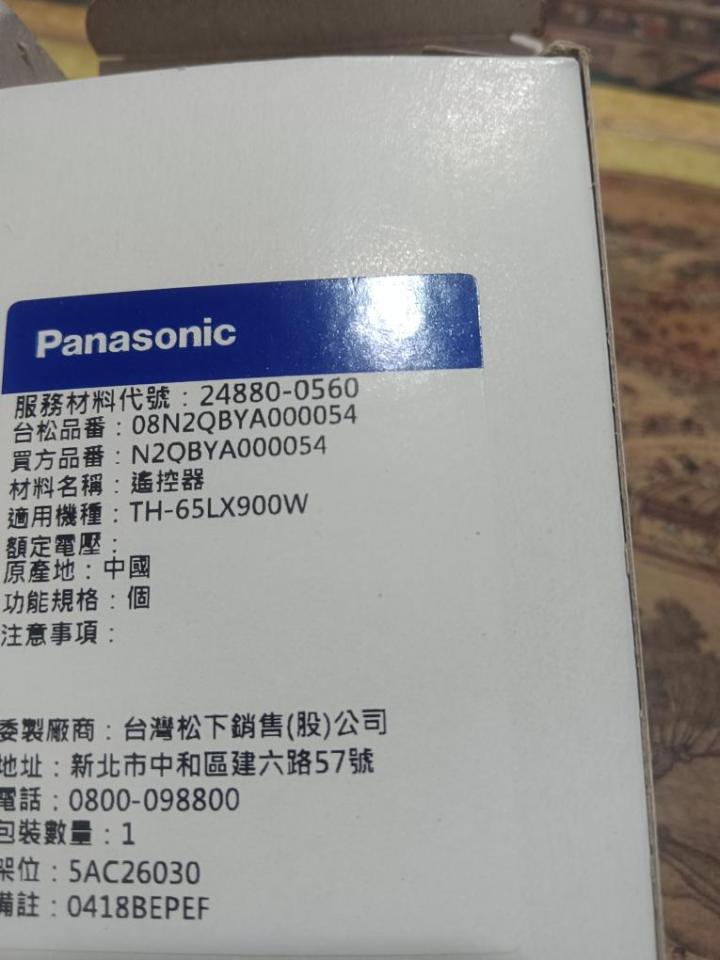 Panasonic
服務材料代號：24880-0560
台松品番：08N2QBYA000054
買方品番：N2QBYA000054
材料名稱：遙控器
適用機種：TH-65LX900W
額定電壓：
原產地：中國
功能規格：個
注意事項：
委製廠商：台灣松下銷售(股)公司
地址：新北市中和區建六路57號
電話：0800-098800
包裝數量：1
架位：5AC26030
備註：0418BEPEF